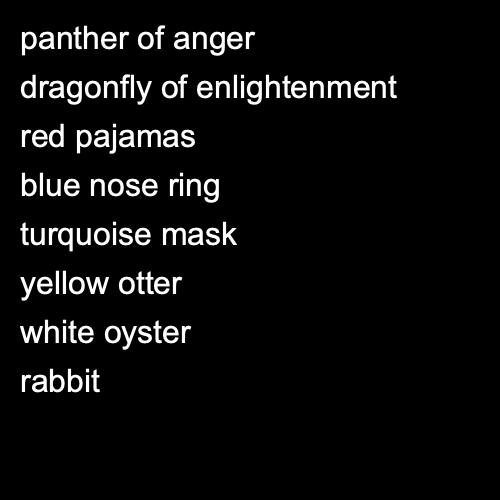 panther of anger
dragonfly of enlightenment
red pajamas
blue nose ring
turquoise mask
yellow otter
white oyster
rabbit